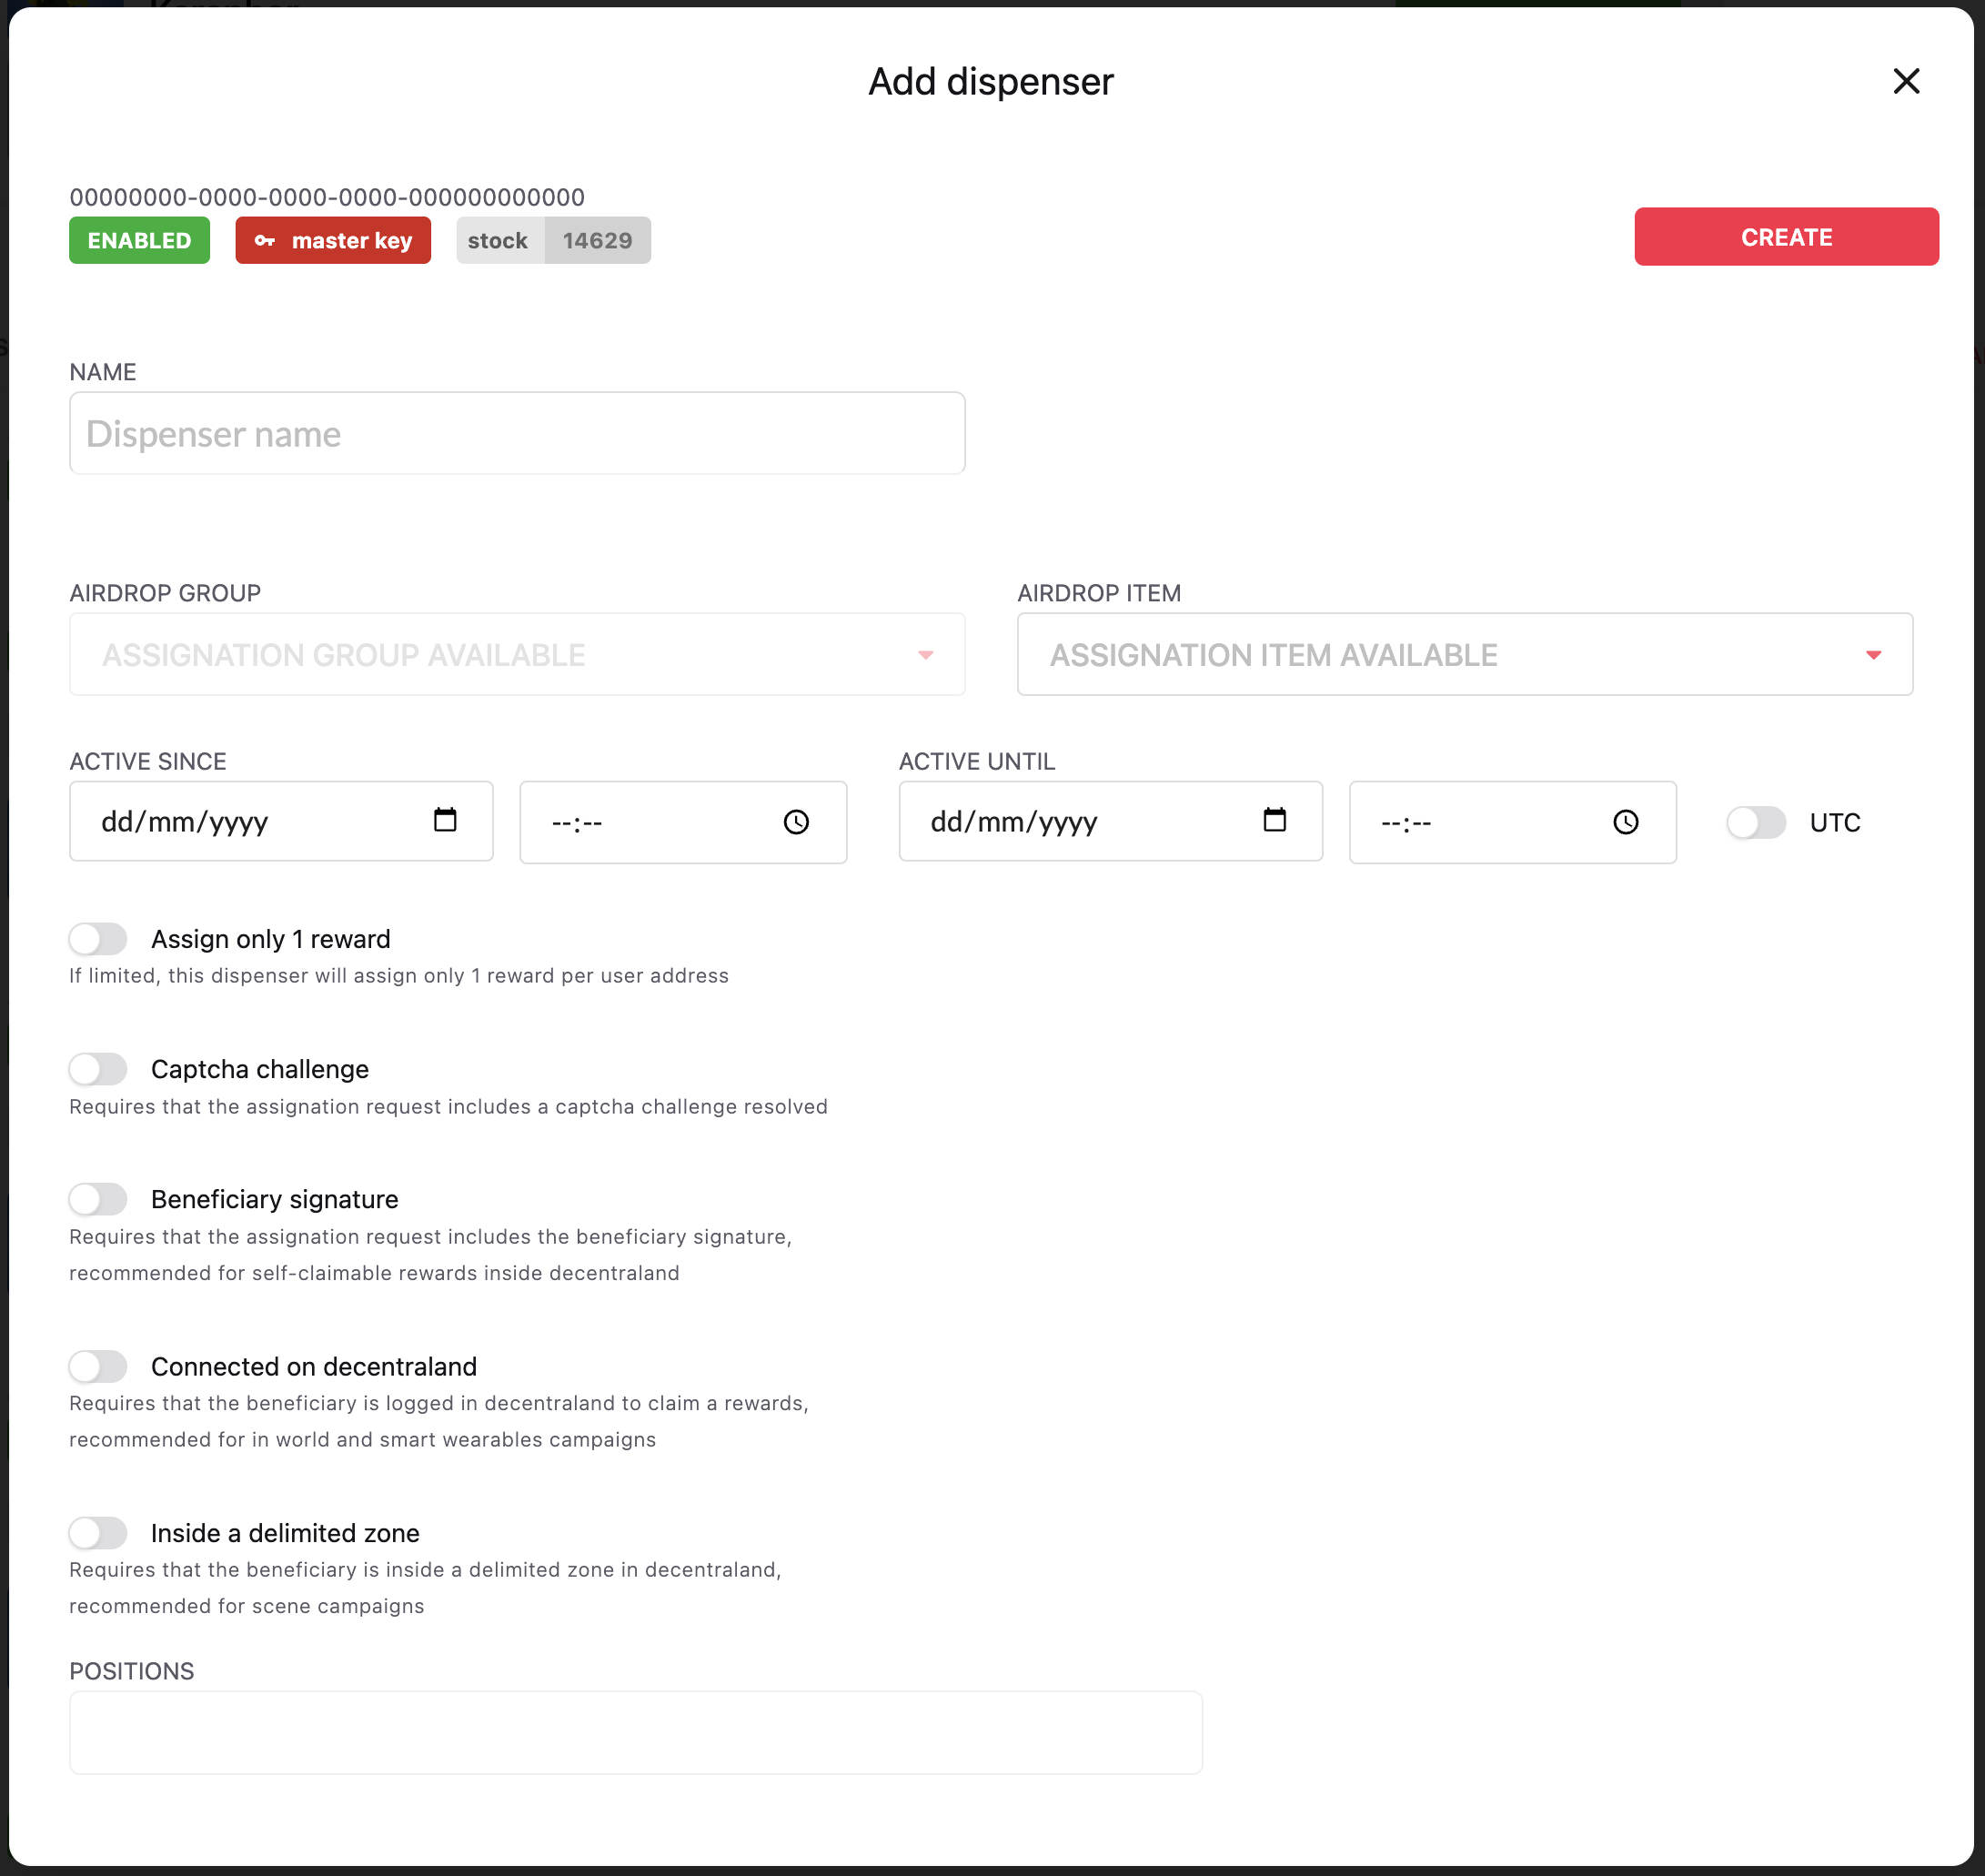 Add dispenser
00000000-0000-0000-0000-000000000000
ENABLED
master key
stock 14629
CREATE
NAME
Dispenser name
AIRDROP GROUP
AIRDROP ITEM
ASSIGNATION GROUP AVAILABLE
ASSIGNATION ITEM AVAILABLE
ACTIVE SINCE
ACTIVE UNTIL
dd/mm/yyyy
--:--
dd/mm/yyyy
--:--
UTC
Assign only 1 reward
If limited, this dispenser will assign only 1 reward per user address
Captcha challenge
Requires that the assignation request includes a captcha challenge resolved
Beneficiary signature
Requires that the assignation request includes the beneficiary signature,
recommended for self-claimable rewards inside decentraland
Connected on decentraland
Requires that the beneficiary is logged in decentraland to claim a rewards,
recommended for in world and smart wearables campaigns
Inside a delimited zone
Requires that the beneficiary is inside a delimited zone in decentraland,
recommended for scene campaigns
POSITIONS